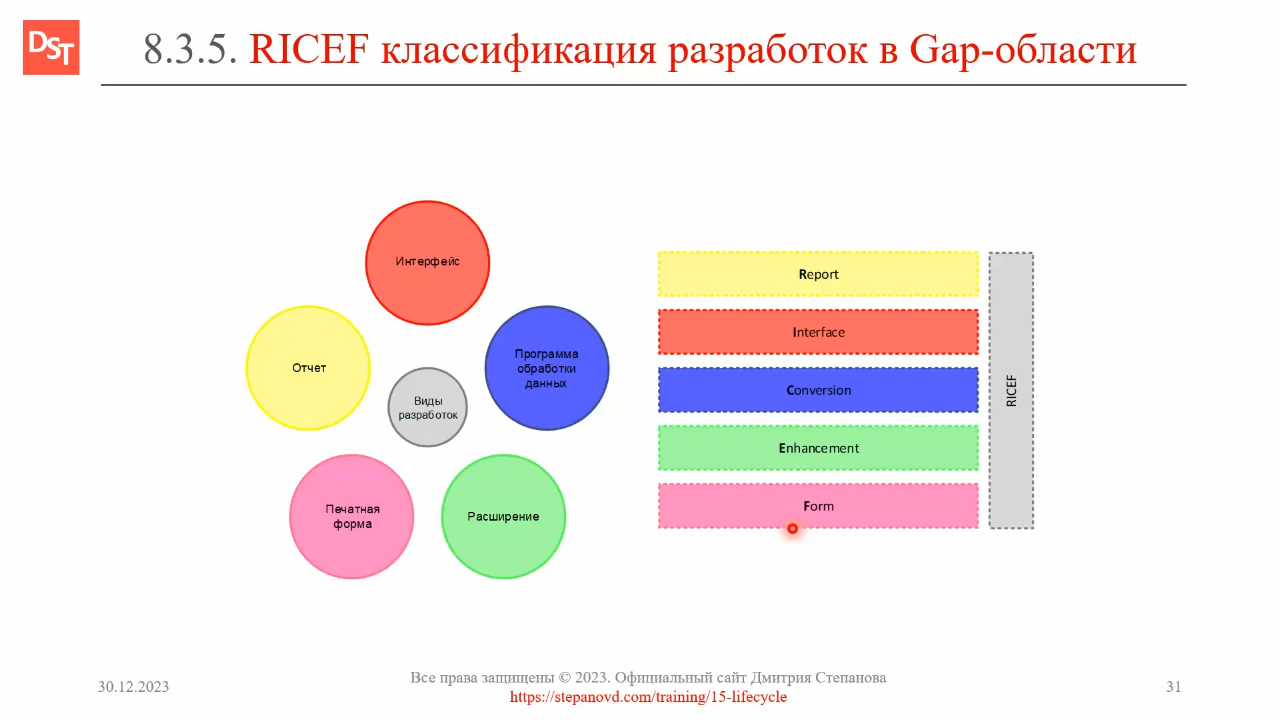 DST
8.3.5. RICEF классификация разработок в Gap-области
Интерфейс
Отчет
Программа
обработки
данных
Виды
разработок
Печатная
форма
Расширение
Report
Interface
Conversion
Enhancement
Form
RICEF
30.12.2023
Все права защищены © 2023. Официальный сайт Дмитрия Степанова
https://stepanovd.com/training/15-lifecycle
31